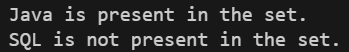 Java is present in the set.
SQL is not present in the set.